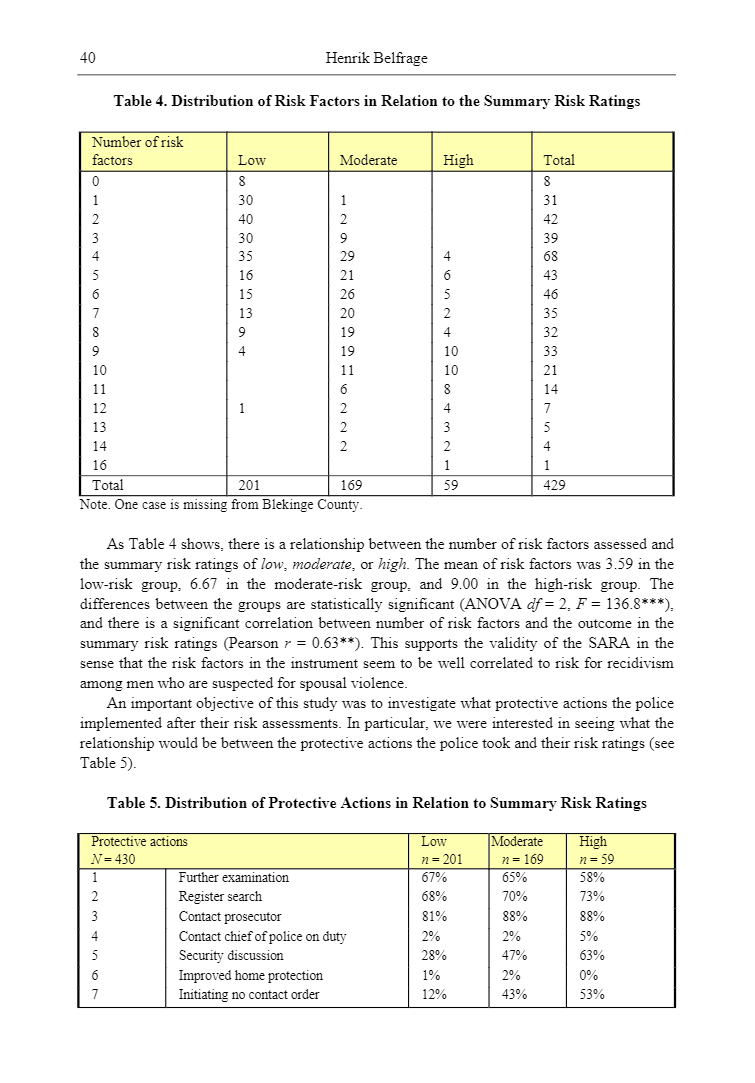 40 Henrik Belfrage
Table 4. Distribution of Risk Factors in Relation to the Summary Risk Ratings
Number of risk
factors Low Moderate High Total
0 8 8
1 30 1 31
2 40 2 42
3 30 9 39
4 35 29 4 68
5 16 21 6 43
6 15 26 5 46
7 13 20 2 35
8 9 19 4 32
9 4 19 10 33
10 11 10 21
11 6 8 14
12 1 2 4 7
13 2 3 5
14 2 2 4
16 1 1
Total 201 169 59 429
Note. One case is missing from Blekinge County.
As Table 4 shows, there is a relationship between the number of risk factors assessed and
the summary risk ratings of low, moderate, or high. The mean of risk factors was 3.59 in the
low-risk group, 6.67 in the moderate-risk group, and 9.00 in the high-risk group. The
differences between the groups are statistically significant (ANOVA df = 2, F = 136.8***),
and there is a significant correlation between number of risk factors and the outcome in the
summary risk ratings (Pearson r = 0.63**). This supports the validity of the SARA in the
sense that the risk factors in the instrument seem to be well correlated to risk for recidivism
among men who are suspected for spousal violence.
An important objective of this study was to investigate what protective actions the police
implemented after their risk assessments. In particular, we were interested in seeing what the
relationship would be between the protective actions the police took and their risk ratings (see
Table 5).
Table 5. Distribution of Protective Actions in Relation to Summary Risk Ratings
Protective actions Low Moderate High
N = 430 n = 201 n = 169 n = 59
1 Further examination 67% 65% 58%
2 Register search 68% 70% 73%
3 Contact prosecutor 81% 88% 88%
4 Contact chief of police on duty 2% 2% 5%
5 Security discussion 28% 47% 63%
6 Improved home protection 1% 2% 0%
7 Initiating no contact order 12% 43% 53%